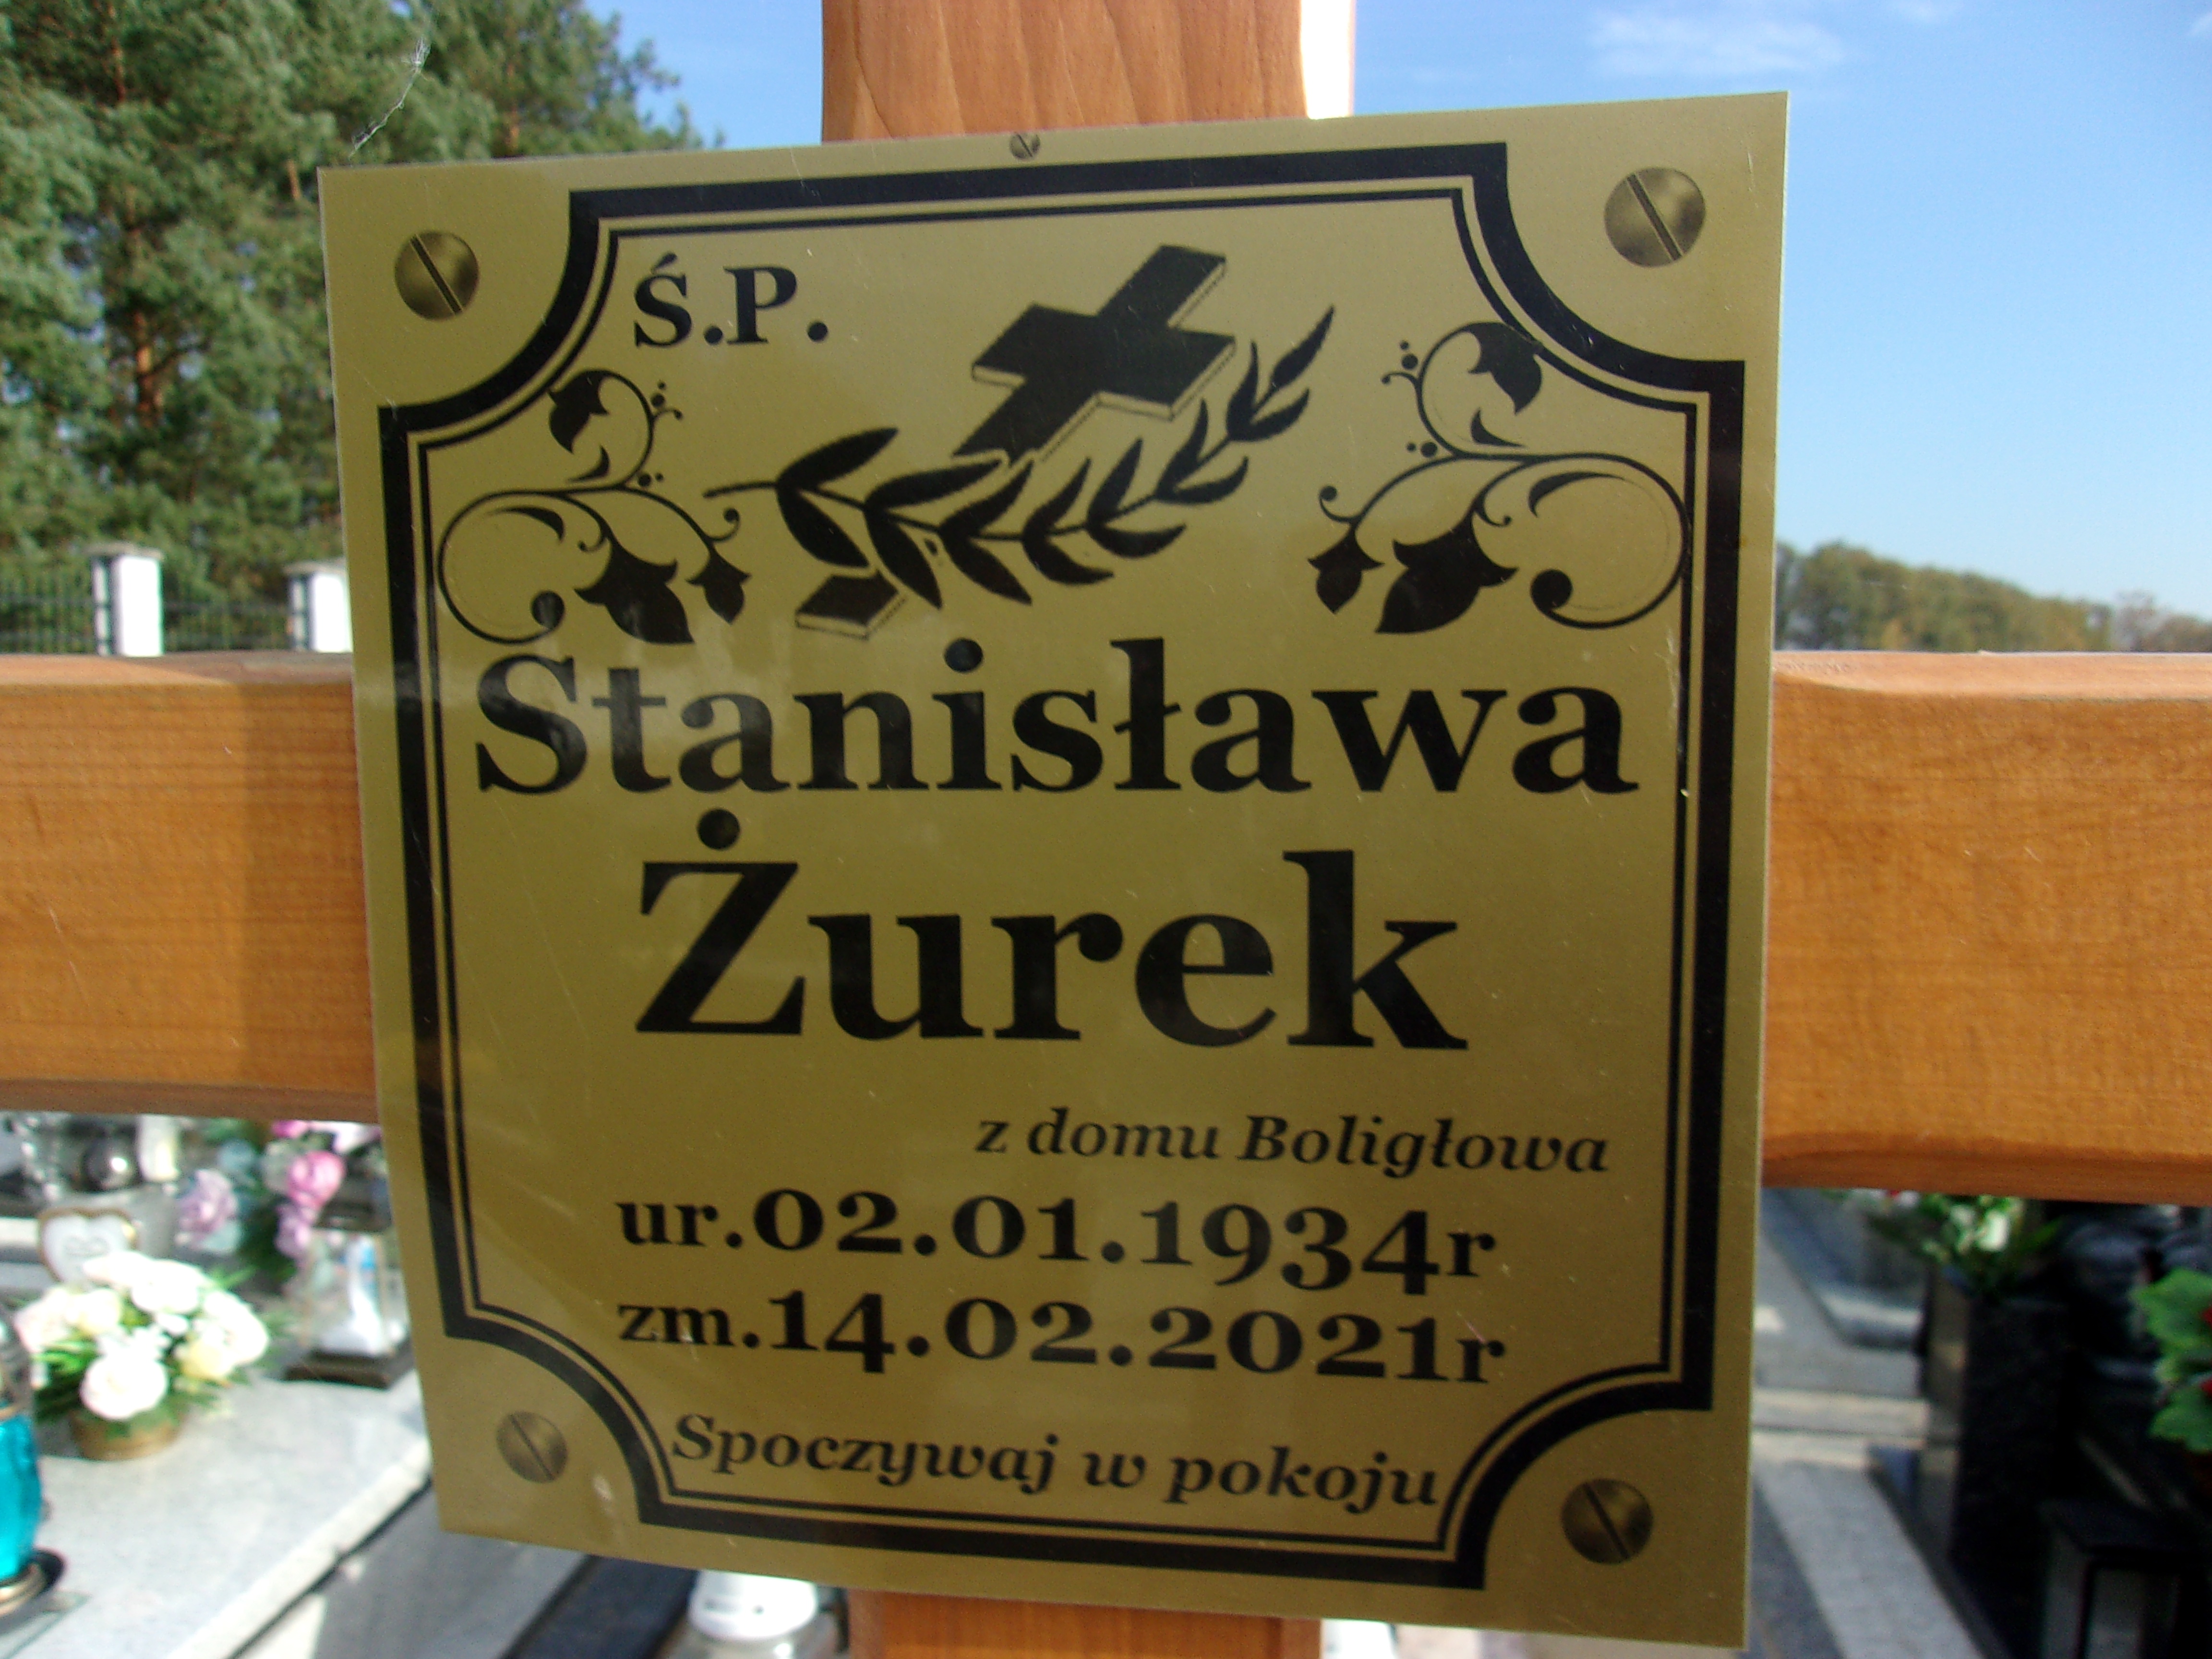 Ś.P.
Stanisława
Żurek
z domu Boligłowa
ur.02.01.1934r
zm.14.02.2021r
Spoczywaj w pokoju